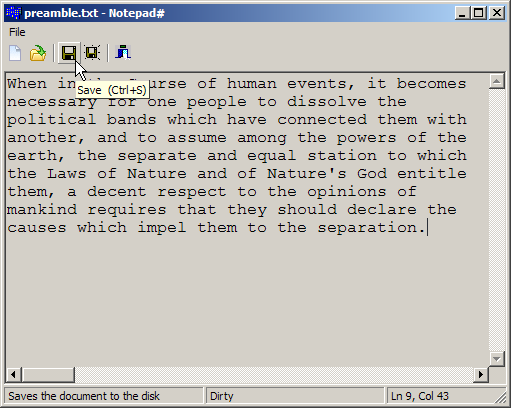 preamble.txt - Notepad#
File
Save (Ctrl+S)
When in the Course of human events, it becomes
necessary for one people to dissolve the
political bands which have connected them with
another, and to assume among the powers of the
earth, the separate and equal station to which
the Laws of Nature and of Nature's God entitle
them, a decent respect to the opinions of
mankind requires that they should declare the
causes which impel them to the separation.
Saves the document to the disk
Dirty
Ln 9, Col 43